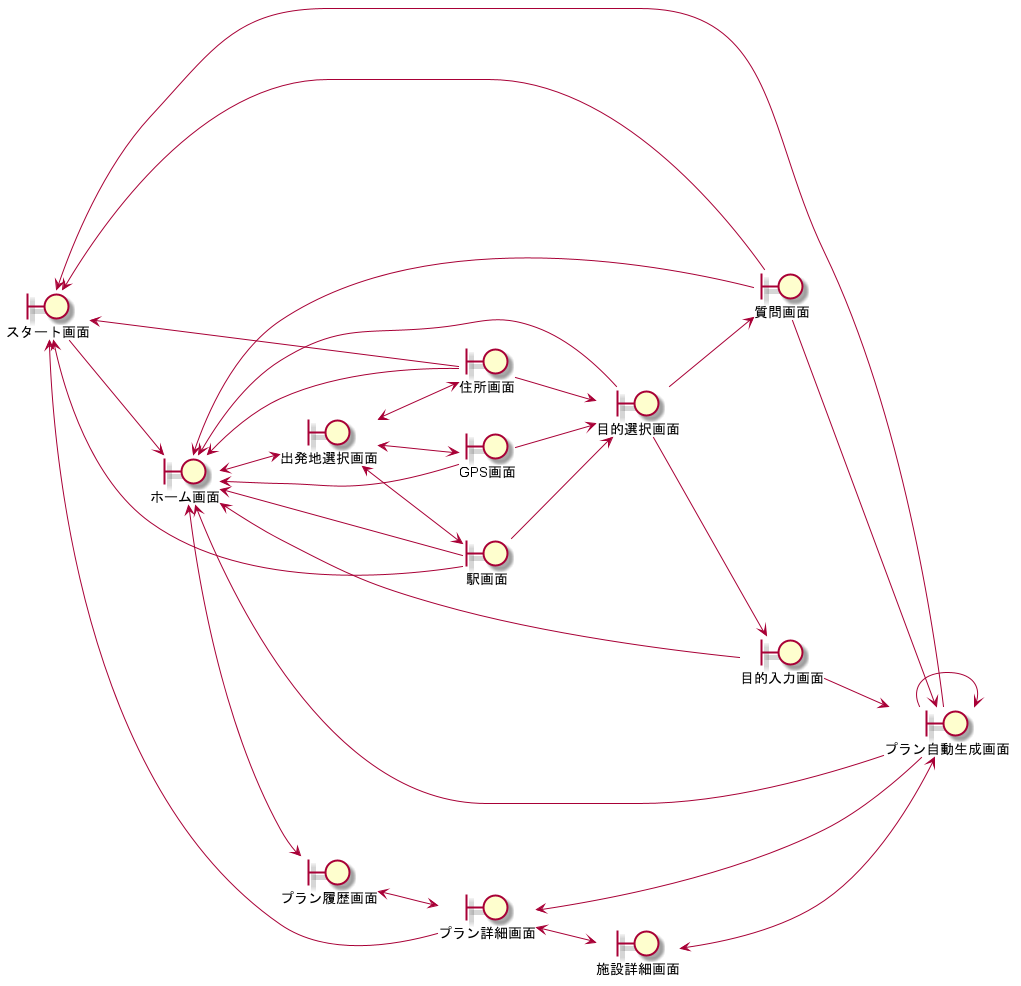 質問画面
スタート画面
住所画面
目的選択画面
出発地選択画面
GPS画面
ホーム画面
駅画面
目的入力画面
プラン自動生成画面
プラン履歴画面
プラン詳細画面
施設詳細画面